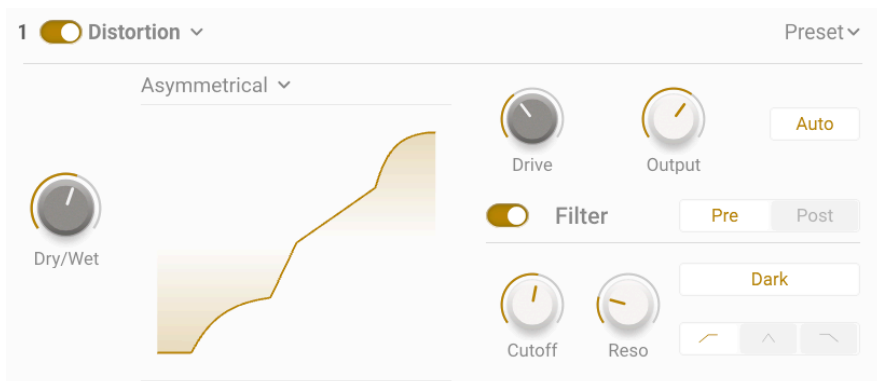 1 Distortion
Preset
Asymmetrical
Drive
Output
Auto
Dry/Wet
Filter
Pre
Post
Dark
Cutoff
Reso